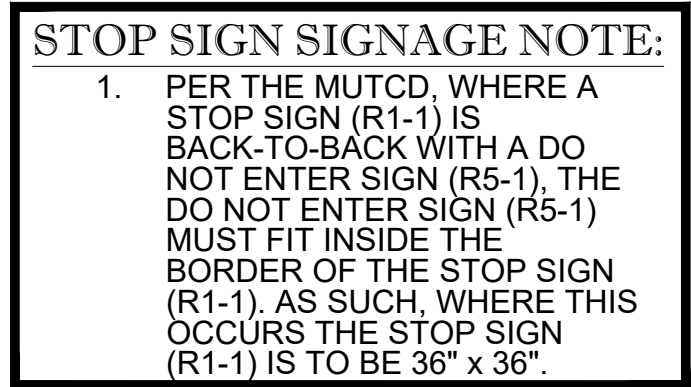 STOP SIGN SIGNAGE NOTE:
1. PER THE MUTCD, WHERE A
STOP SIGN (R1-1) IS
BACK-TO-BACK WITH A DO
NOT ENTER SIGN (R5-1), THE
DO NOT ENTER SIGN (R5-1)
MUST FIT INSIDE THE
BORDER OF THE STOP SIGN
(R1-1). AS SUCH, WHERE THIS
OCCURS THE STOP SIGN
(R1-1) IS TO BE 36" x 36".